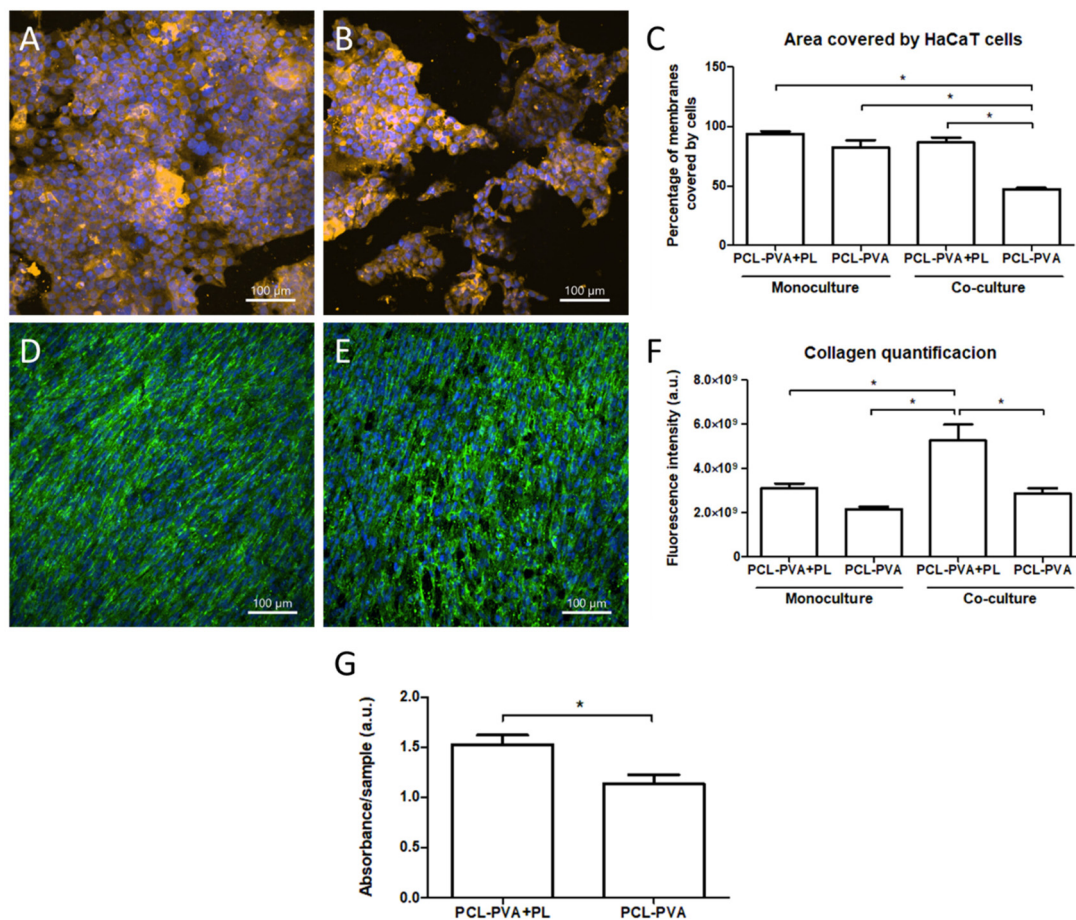 A
100 µm
B
100 µm
C
Area covered by HaCaT cells
Percentage of membranes
covered by cells
150
100
50
0
*
*
*
PCL-PVA+PL PCL-PVA PCL-PVA+PL PCL-PVA
Monoculture Co-culture
D
100 µm
E
100 µm
F
Collagen quantificacion
Fluorescence intensity (a.u.)
8.0×10⁹
6.0×10⁹
4.0×10⁹
2.0×10⁹
0
*
*
*
PCL-PVA+PL PCL-PVA PCL-PVA+PL PCL-PVA
Monoculture Co-culture
G
Absorbance/sample (a.u.)
2.0
1.5
1.0
0.5
0.0
*
PCL-PVA+PL PCL-PVA